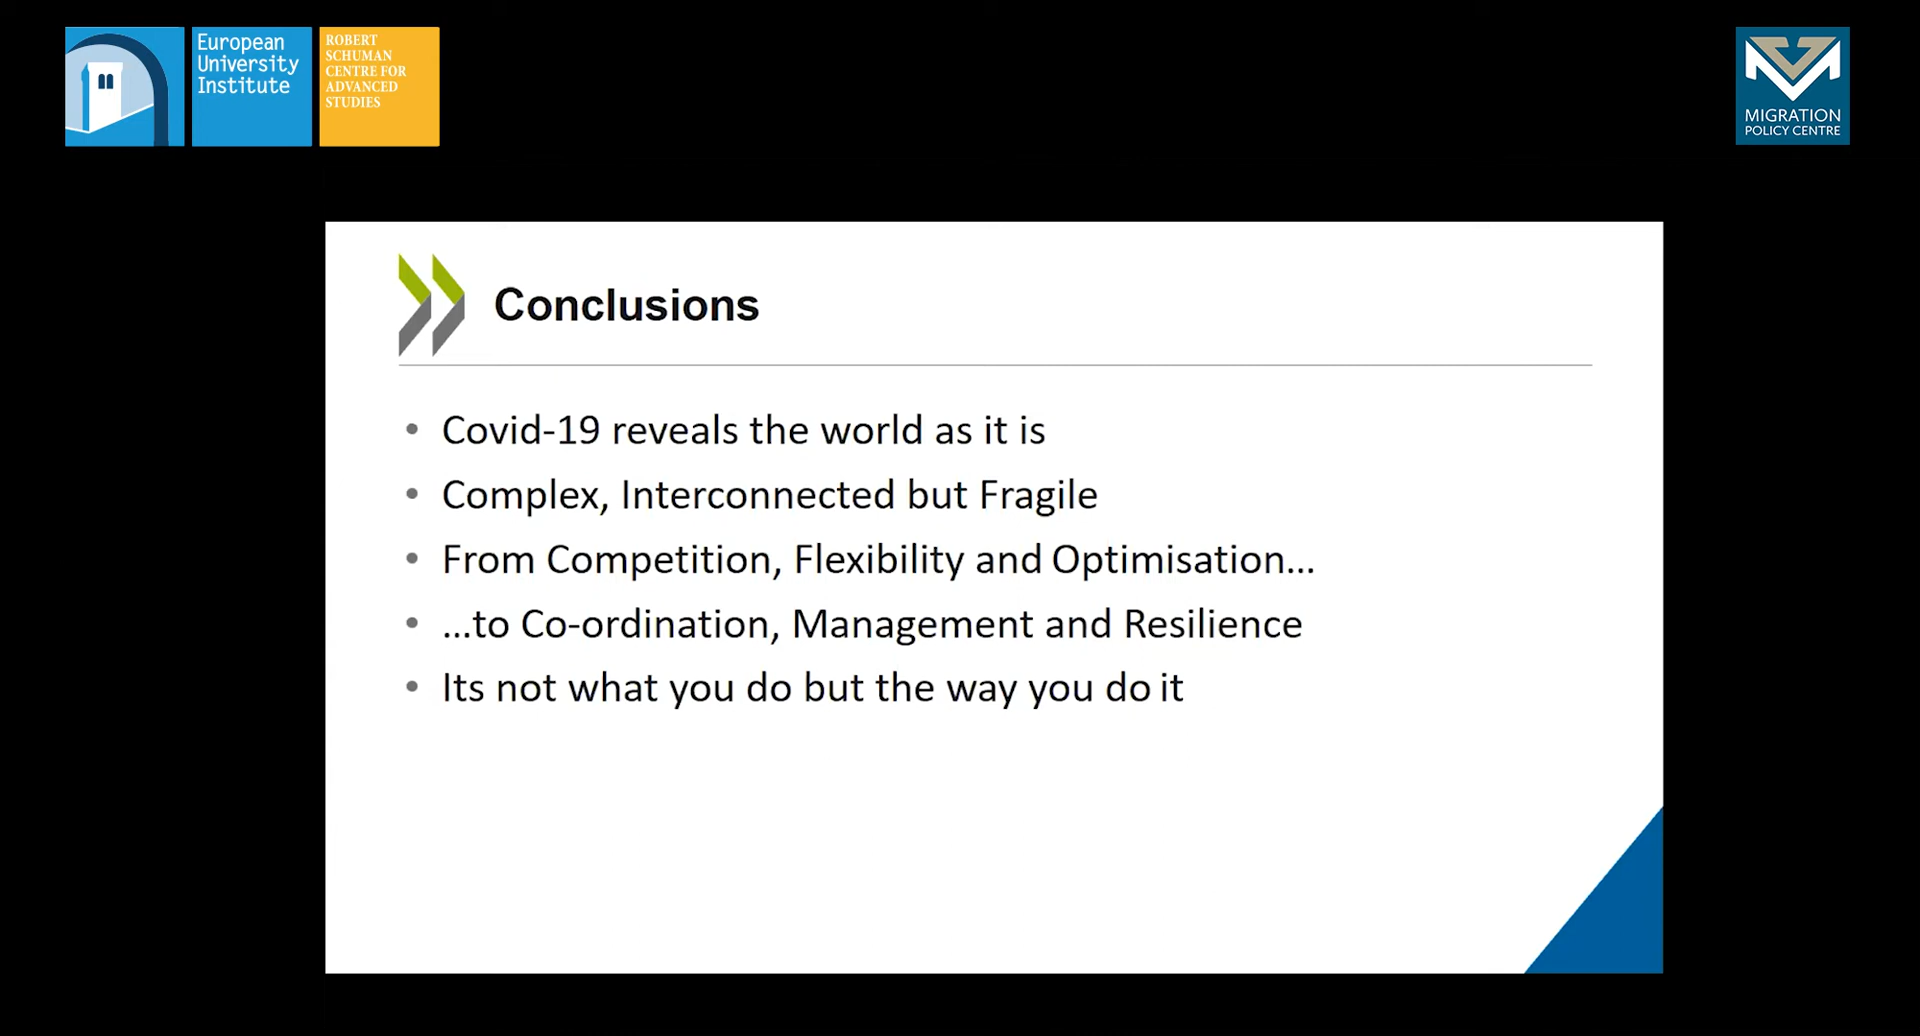 European
University
Institute
ROBERT
SCHUMAN
CENTRE FOR
ADVANCED
STUDIES
MIGRATION
POLICY CENTRE
Conclusions
• Covid-19 reveals the world as it is
• Complex, Interconnected but Fragile
• From Competition, Flexibility and Optimisation...
• ...to Co-ordination, Management and Resilience
• Its not what you do but the way you do it